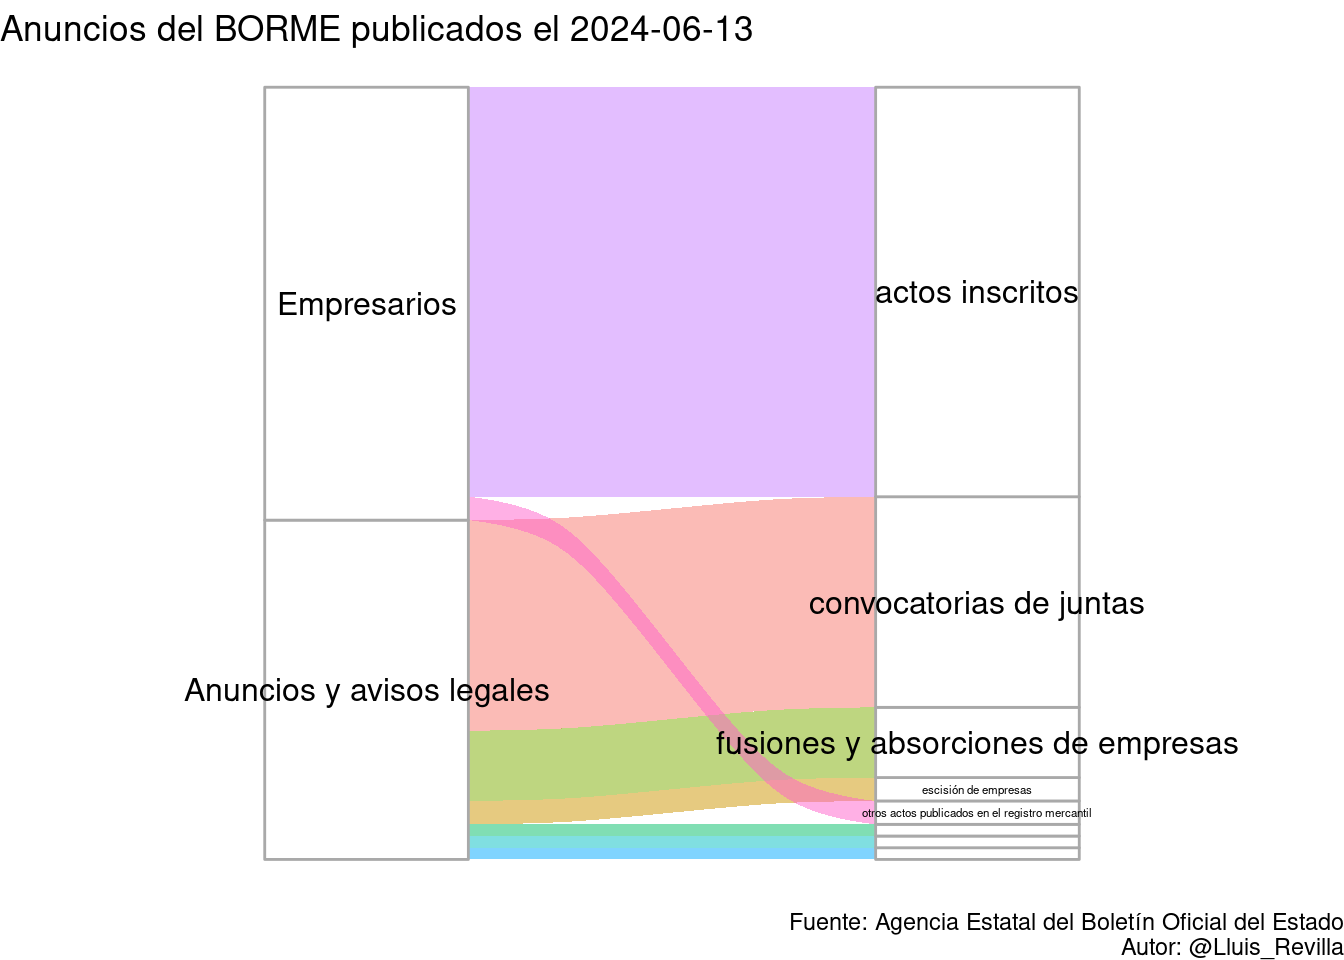 Anuncios del BORME publicados el 2024-06-13
Empresarios
actos inscritos
convocatorias de juntas
Anuncios y avisos legales
fusiones y absorciones de empresas
escisión de empresas
otros actos publicados en el registro mercantil
Fuente: Agencia Estatal del Boletín Oficial del Estado
Autor: @Lluis_Revilla